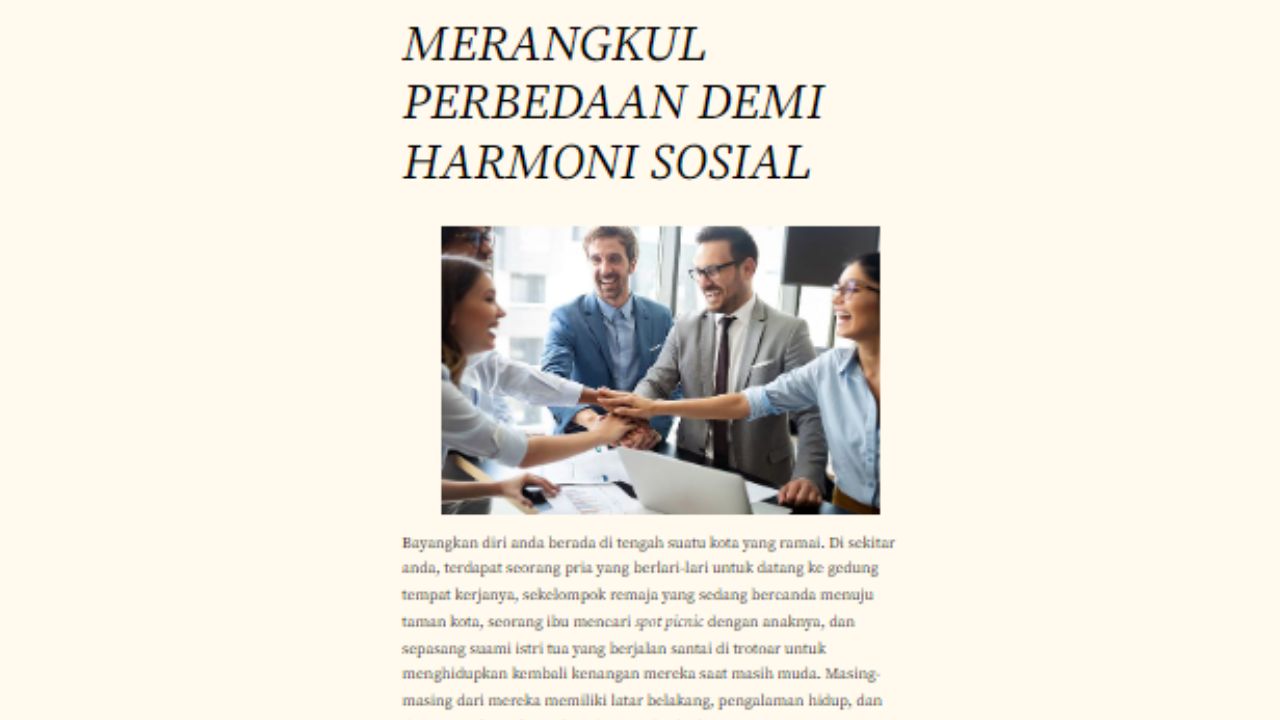 MERANGKUL
PERBEDAAN DEMI
HARMONI SOSIAL
Bayangkan diri anda berada di tengah suatu kota yang ramai. Di sekitar
anda, terdapat seorang pria yang berlari-lari untuk datang ke gedung
tempat kerjanya, sekelompok remaja yang sedang bercanda menuju
taman kota, seorang ibu mencari spot picnic dengan anaknya, dan
sepasang suami istri tua yang berjalan santai di trotoar untuk
menghidupkan kembali kenangan mereka saat masih muda. Masing-
masing dari mereka memiliki latar belakang, pengalaman hidup, dan